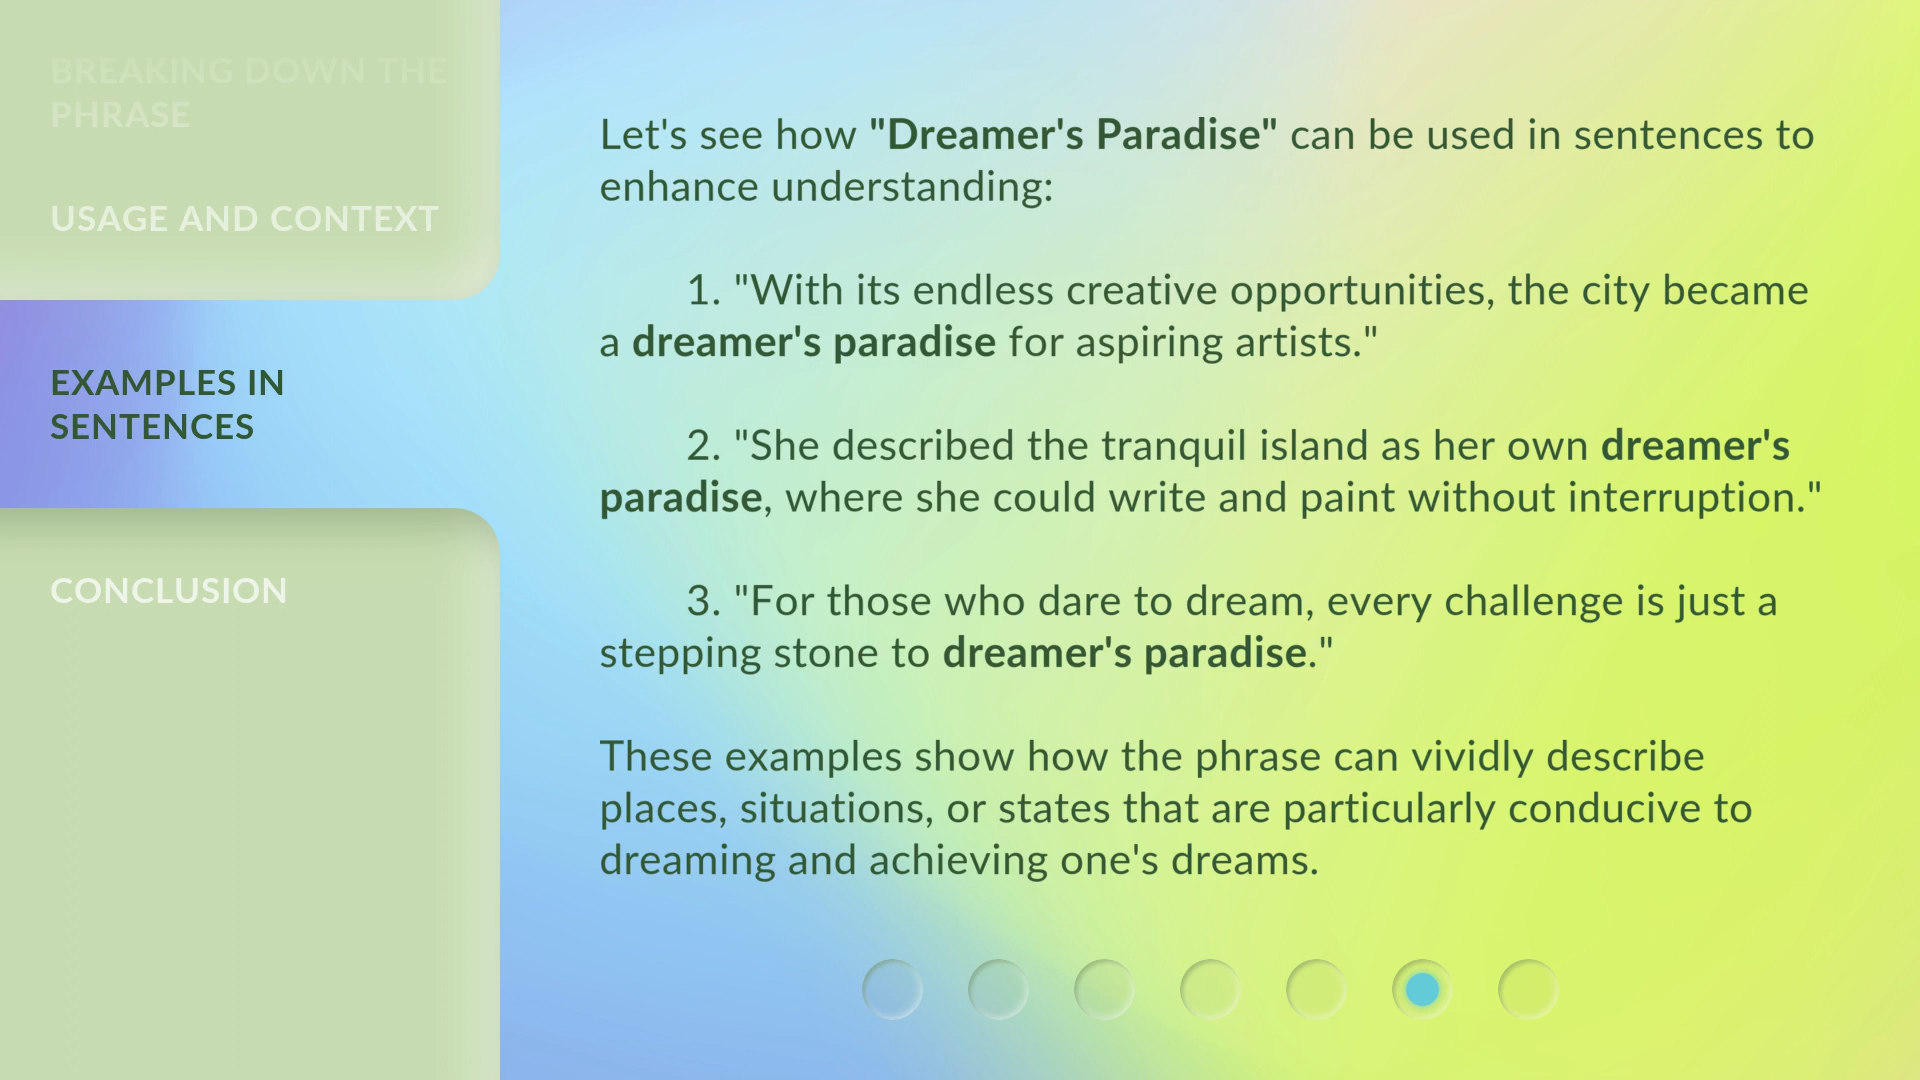 BREAKING DOWN THE
PHRASE
USAGE AND CONTEXT
EXAMPLES IN
SENTENCES
CONCLUSION
Let's see how "Dreamer's Paradise" can be used in sentences to
enhance understanding:
1. "With its endless creative opportunities, the city became
a dreamer's paradise for aspiring artists."
2. "She described the tranquil island as her own dreamer's
paradise, where she could write and paint without interruption."
3. "For those who dare to dream, every challenge is just a
stepping stone to dreamer's paradise."
These examples show how the phrase can vividly describe
places, situations, or states that are particularly conducive to
dreaming and achieving one's dreams.